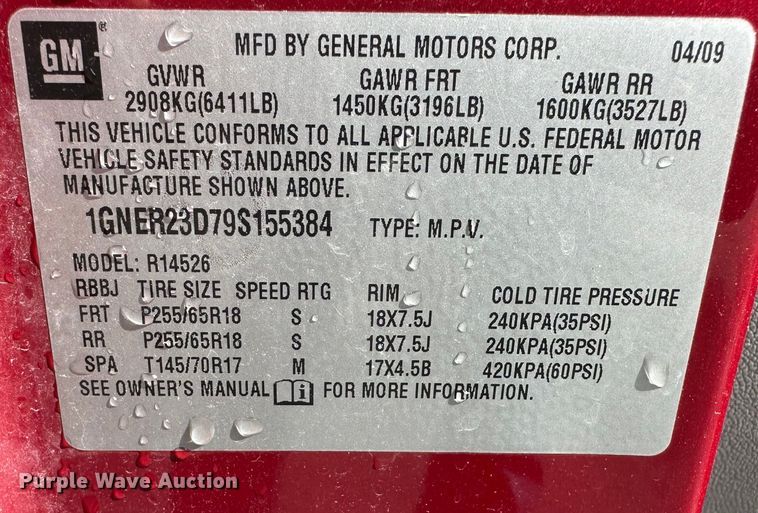 GM ®
MFD BY GENERAL MOTORS CORP. 04/09
GVWR GAWR FRT GAWR RR
2908KG(6411LB) 1450KG(3196LB) 1600KG(3527LB)
THIS VEHICLE CONFORMS TO ALL APPLICABLE U.S. FEDERAL MOTOR
VEHICLE SAFETY STANDARDS IN EFFECT ON THE DATE OF
MANUFACTURE SHOWN ABOVE.
1GNER23D79S155384 TYPE: M.P.V.
MODEL: R14526
RBBJ TIRE SIZE SPEED RTG RIM COLD TIRE PRESSURE
FRT P255/65R18 S 18X7.5J 240KPA(35PSI)
RR P255/65R18 S 18X7.5J 240KPA(35PSI)
SPA T145/70R17 M 17X4.5B 420KPA(60PSI)
SEE OWNER'S MANUAL i FOR MORE INFORMATION.
Purple Wave Auction